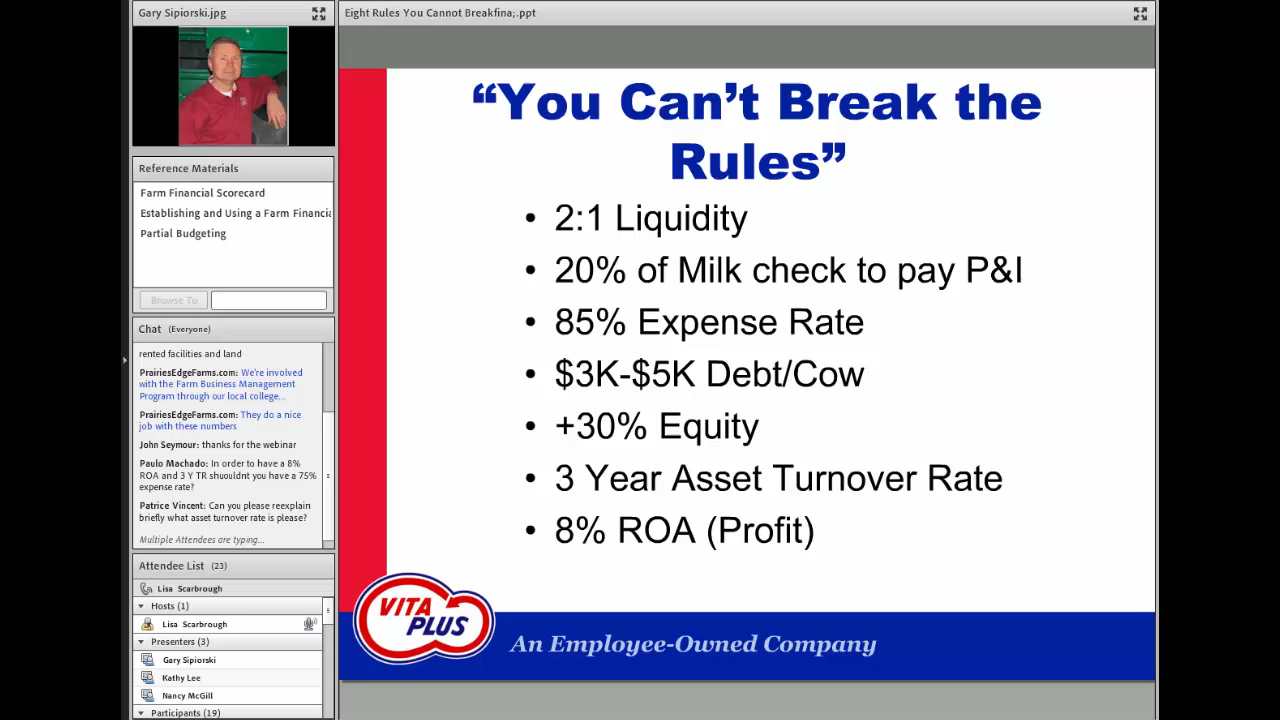 Gary Sipiorski.jpg
Reference Materials
Farm Financial Scorecard
Establishing and Using a Farm Financia
Partial Budgeting
Browse To
Chat (Everyone)
rented facilities and land
PrairiesEdgeFarms.com: We're involved
with the Farm Business Management
Program through our local college...
PrairiesEdgeFarms.com: They do a nice
job with these numbers
John Seymour: thanks for the webinar
Paulo Machado: In order to have a 8%
ROA and 3 Y TR shuouldnt you have a 75%
expense rate?
Patrice Vincent: Can you please reexplain
briefly what asset turnover rate is please?
Multiple Attendees are typing...
Attendee List (23)
Lisa Scarbrough
Hosts (1)
Lisa Scarbrough
Presenters (3)
Gary Sipiorski
Kathy Lee
Nancy McGill
Participants (19)
Eight Rules You Cannot Breakfina;.ppt
“You Can’t Break the
Rules”
• 2:1 Liquidity
• 20% of Milk check to pay P&I
• 85% Expense Rate
• $3K-$5K Debt/Cow
• +30% Equity
• 3 Year Asset Turnover Rate
• 8% ROA (Profit)
VITA
PLUS
An Employee-Owned Company